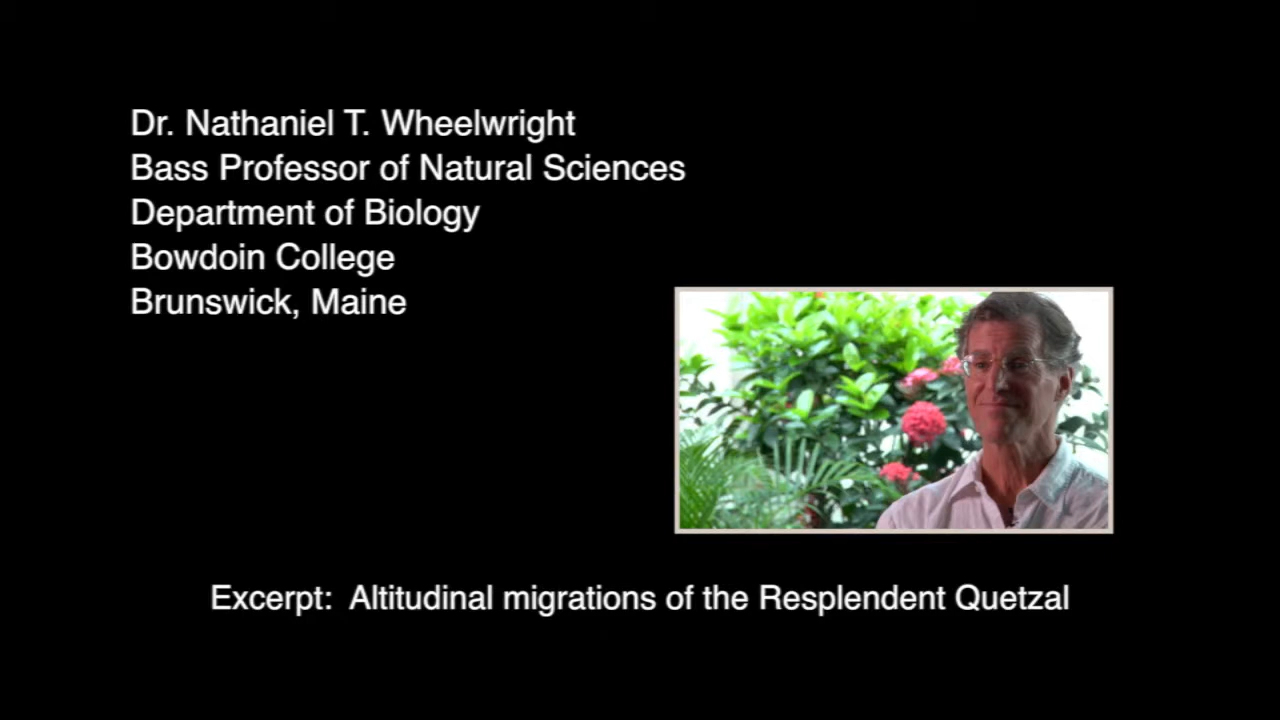 Dr. Nathaniel T. Wheelwright
Bass Professor of Natural Sciences
Department of Biology
Bowdoin College
Brunswick, Maine
Excerpt:  Altitudinal migrations of the Resplendent Quetzal